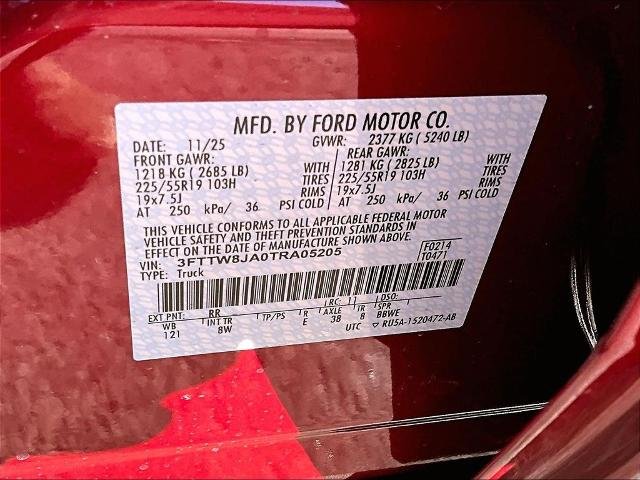 MFD. BY FORD MOTOR CO.
DATE: 11/25 GVWR: 2377 KG ( 5240 LB)
FRONT GAWR: REAR GAWR:
1218 KG ( 2685 LB) WITH 1281 KG ( 2825 LB) WITH
225/55R19 103H TIRES 225/55R19 103H TIRES
19x7.5J RIMS 19x7.5J RIMS
AT 250 kPa/ 36 PSI COLD AT 250 kPa/ 36 PSI COLD
THIS VEHICLE CONFORMS TO ALL APPLICABLE FEDERAL MOTOR
VEHICLE SAFETY AND THEFT PREVENTION STANDARDS IN
EFFECT ON THE DATE OF MANUFACTURE SHOWN ABOVE.
VIN: 3FTTW8JA0TRA05205 F0214
TYPE: Truck T0471
EXT PNT: RR RC: 11 DSO:
WB INT TR TP/PS R AXLE TR SPR
121 8W E 38 8 BBWE
UTC RU5A-1520472-AB